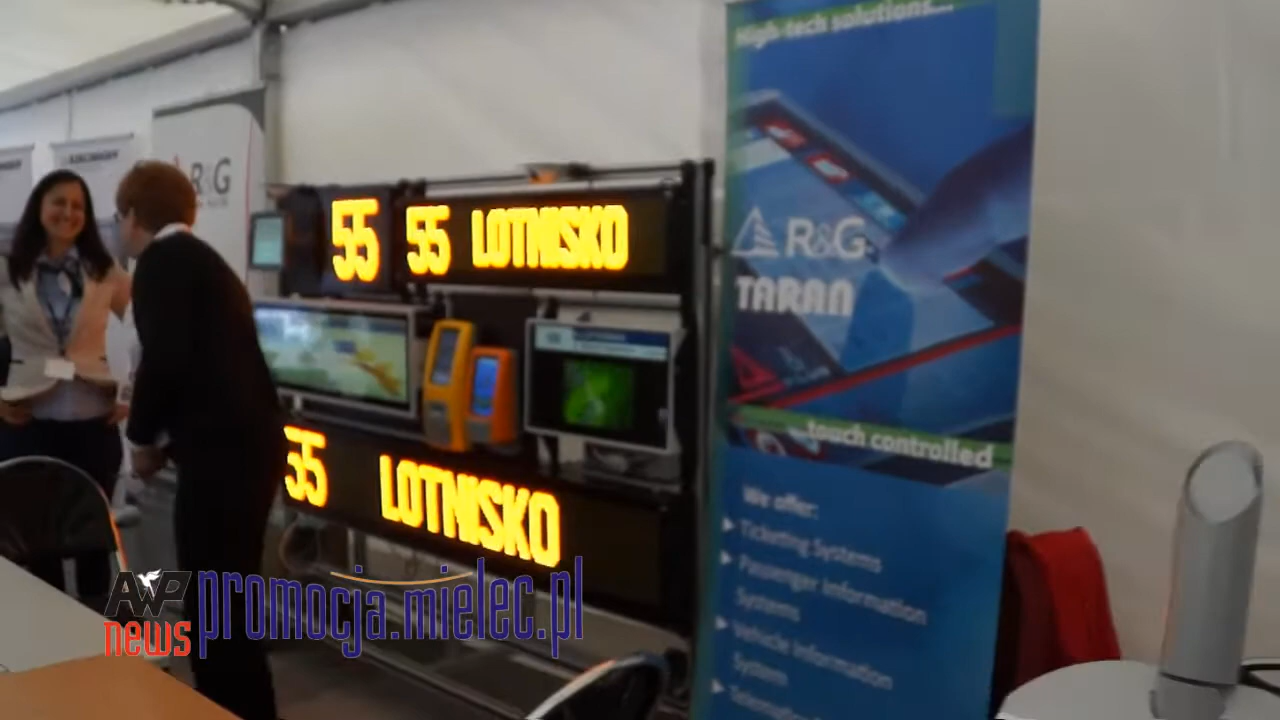 High-tech solutions...
R&G
55
55 LOTNISKO
R&G
TARAN
touch controlled
55 LOTNISKO
We offer:
Ticketing Systems
Passenger Information
Systems
Vehicle Information
System
AWP
news
promocja.mielec.pl